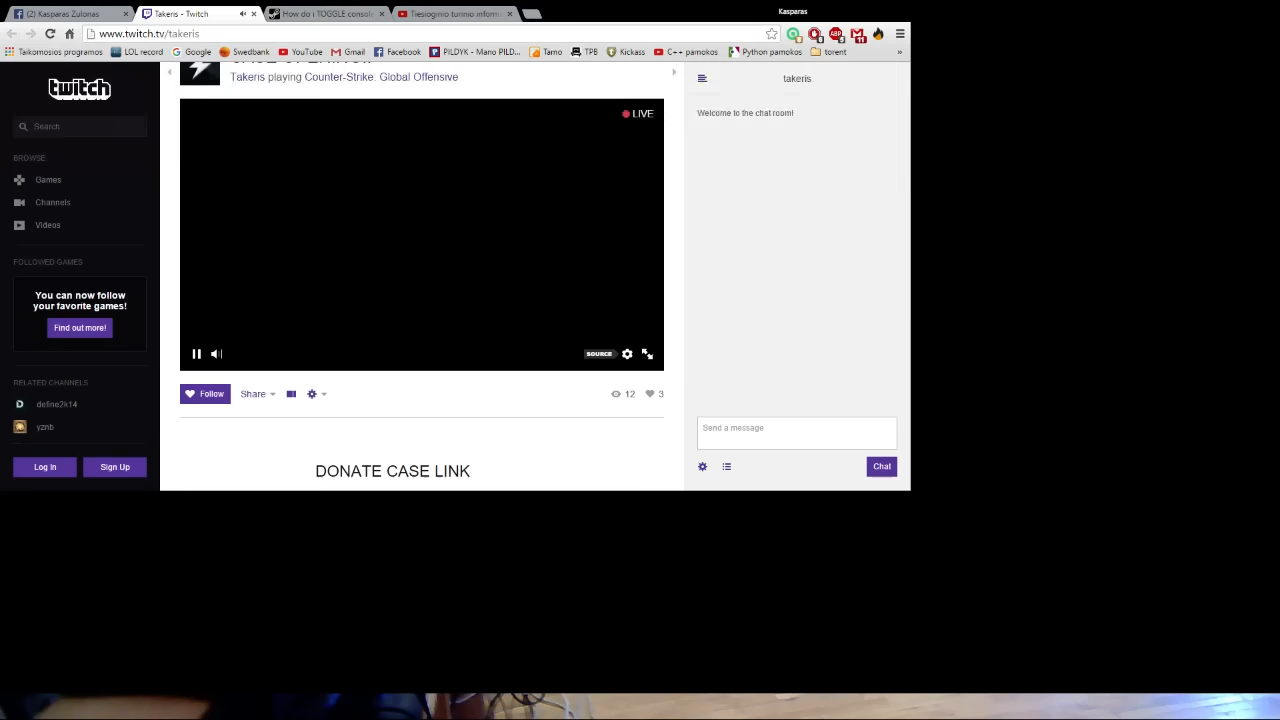 (2) Kasparas Zulonas
Takeris - Twitch
How do i TOGGLE consol
Tiesioginio turinio inform
Kasparas
www.twitch.tv/takeris
Taikomosios programos
LOL record
Google
Swedbank
YouTube
Gmail
Facebook
PILDYK - Mano PILD...
Tamo
TPB
Kickass
C++ pamokos
Python pamokos
torent
twitch
Search
BROWSE
Games
Channels
Videos
FOLLOWED GAMES
You can now follow
your favorite games!
Find out more!
RELATED CHANNELS
define2k14
yznb
Log In
Sign Up
Takeris playing Counter-Strike: Global Offensive
LIVE
SOURCE
Follow
Share
12
3
DONATE CASE LINK
takeris
Welcome to the chat room!
Send a message
Chat